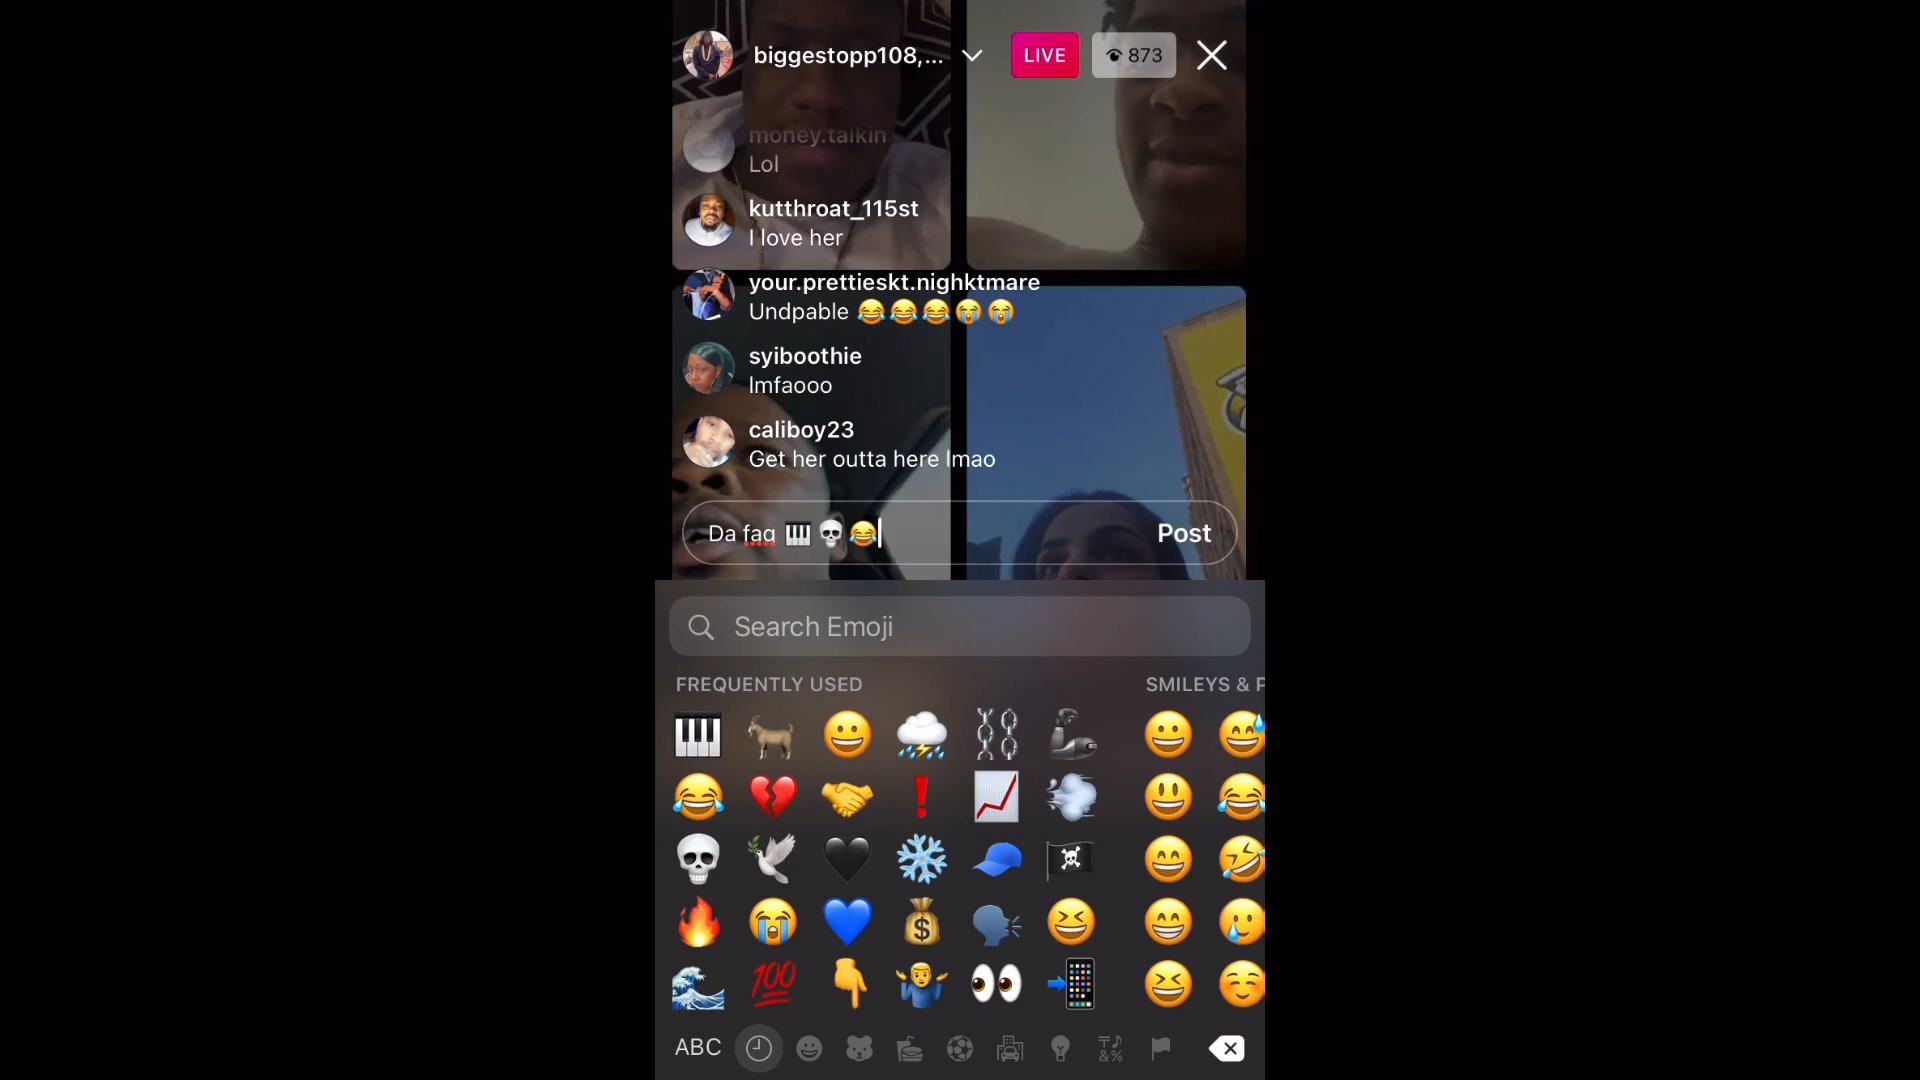 biggestopp108,...
LIVE
873
money.talkin
Lol
kutthroat_115st
I love her
your.prettieskt.nighktmare
Undpable 😂😂😂😭😭
syiboothie
lmfaooo
caliboy23
Get her outta here lmao
Da faq 🎹💀😂
Post
Search Emoji
FREQUENTLY USED
SMILEYS & P
ABC